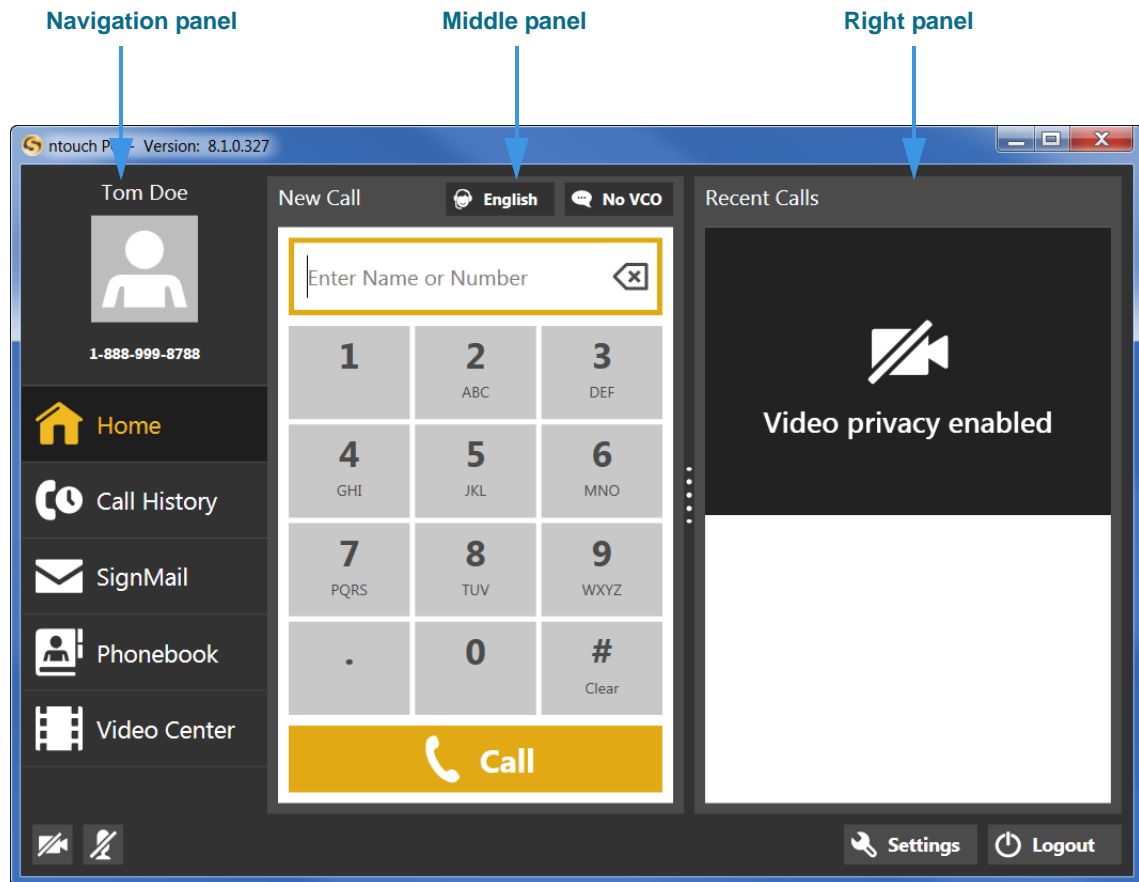 Navigation panel
Middle panel
Right panel
ntouch P - Version: 8.1.0.327
Tom Doe
1-888-999-8788
Home
Call History
SignMail
Phonebook
Video Center
New Call
English
No VCO
Enter Name or Number
1
2
3
ABC
DEF
4
5
6
GHI
JKL
MNO
7
8
9
PQRS
TUV
WXYZ
.
0
#
Clear
Call
Recent Calls
Video privacy enabled
Settings
Logout